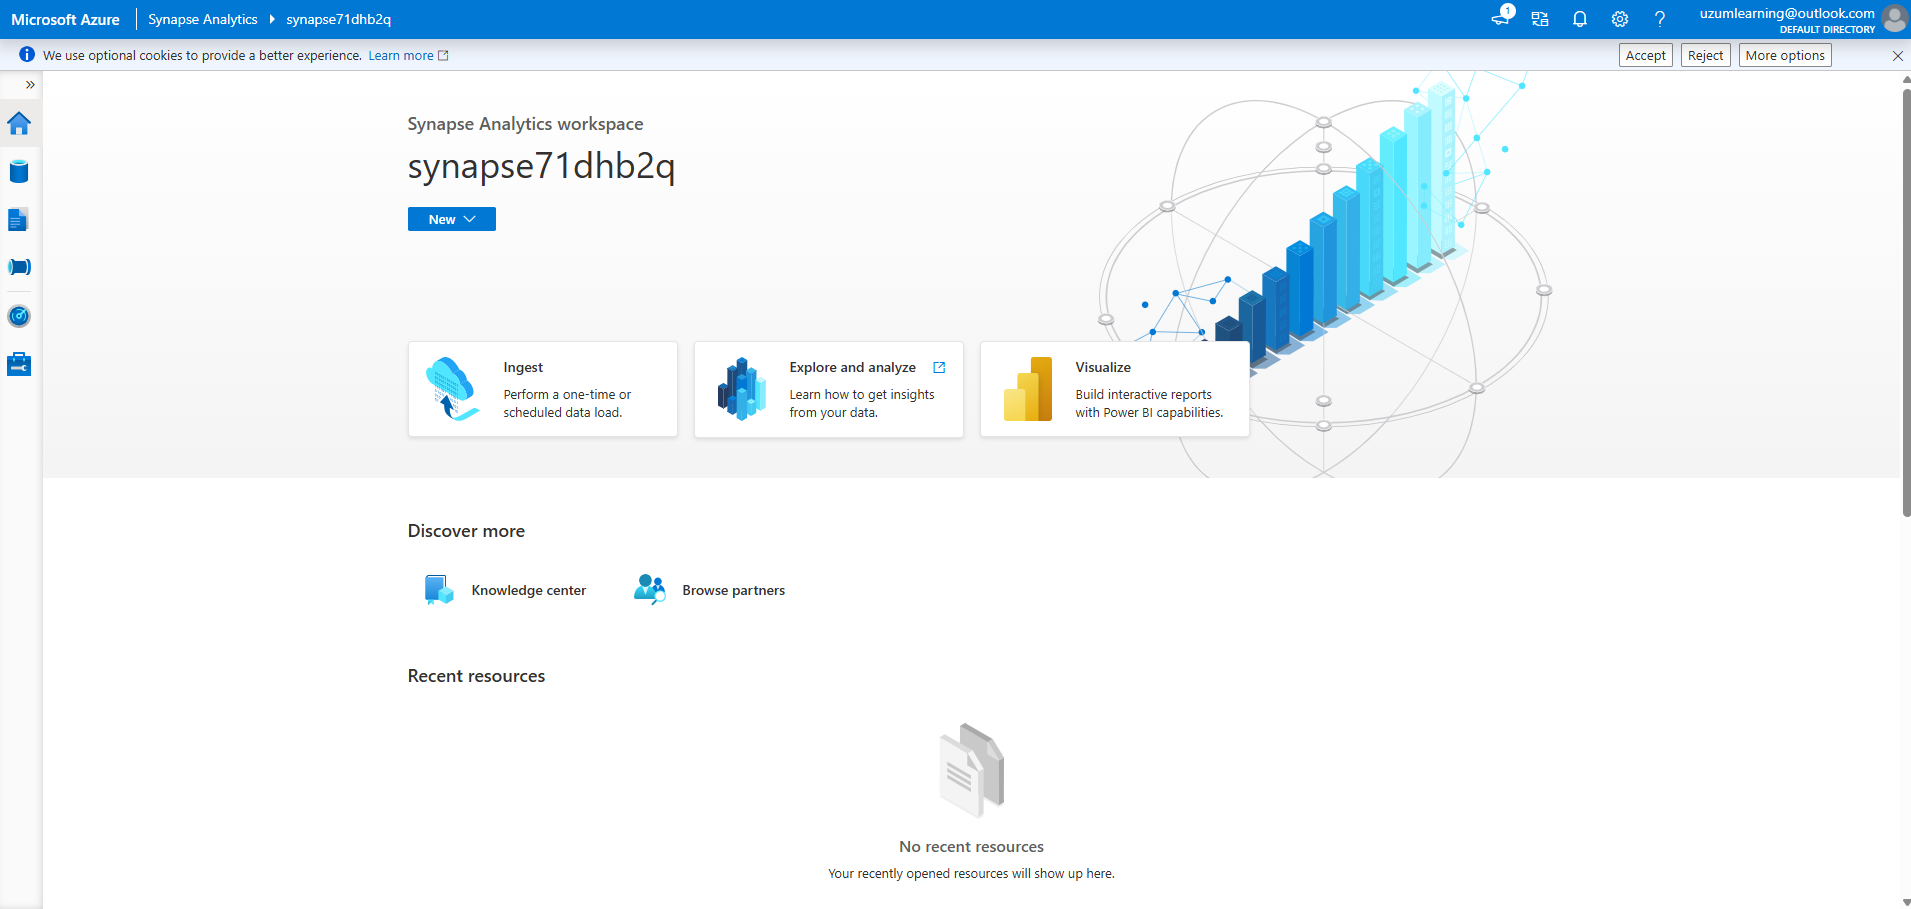 Microsoft Azure
Synapse Analytics
synapse71dhb2q
1
?
uzumlearning@outlook.com
DEFAULT DIRECTORY
We use optional cookies to provide a better experience. Learn more
Accept
Reject
More options
Synapse Analytics workspace
synapse71dhb2q
New
Ingest
Perform a one-time or
scheduled data load.
Explore and analyze
Learn how to get insights
from your data.
Visualize
Build interactive reports
with Power BI capabilities.
Discover more
Knowledge center
Browse partners
Recent resources
No recent resources
Your recently opened resources will show up here.